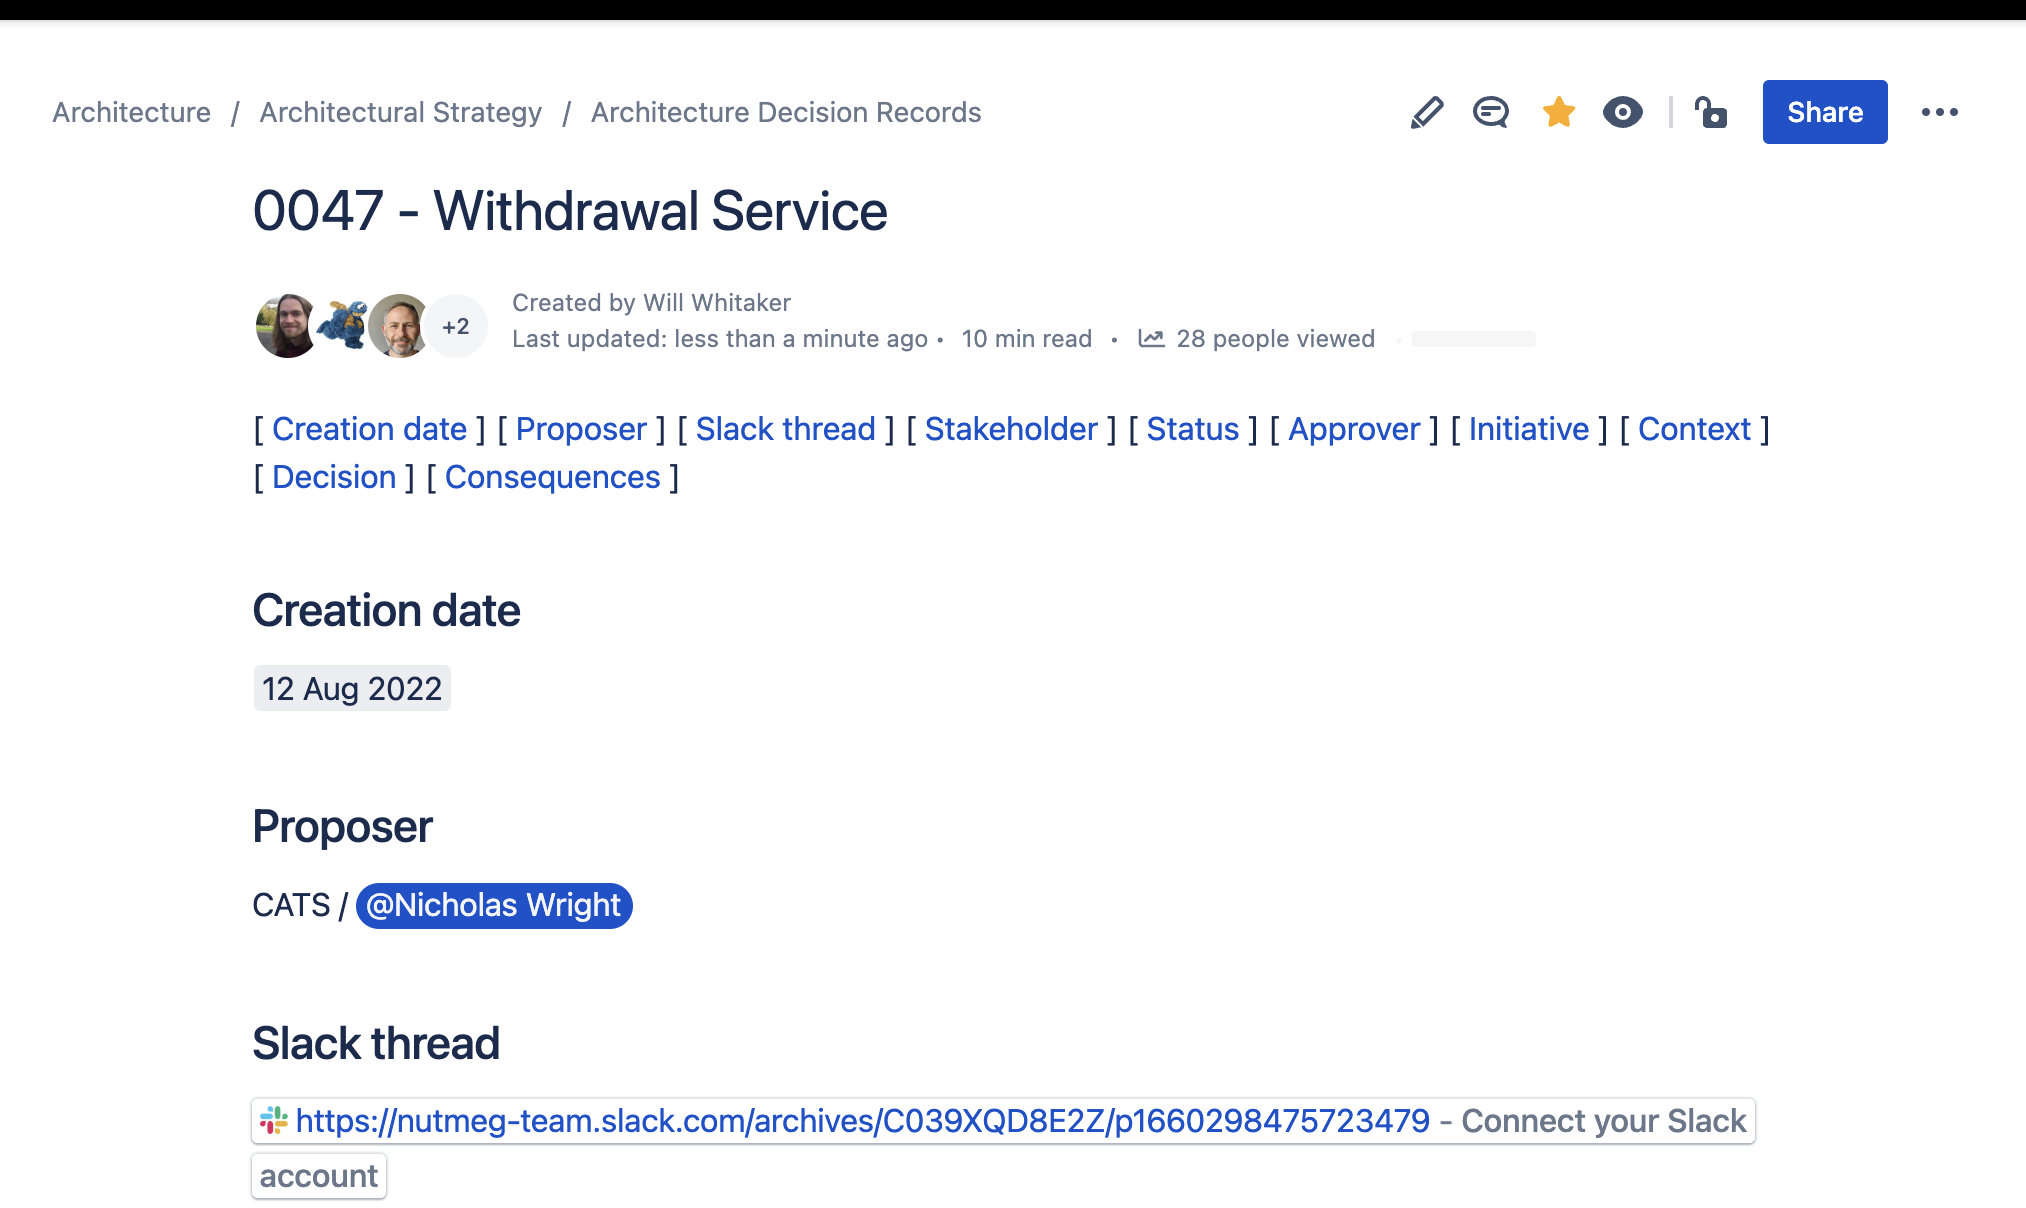 Architecture / Architectural Strategy / Architecture Decision Records
Share
0047 - Withdrawal Service
+2
Created by Will Whitaker
Last updated: less than a minute ago • 10 min read • 28 people viewed
[ Creation date ] [ Proposer ] [ Slack thread ] [ Stakeholder ] [ Status ] [ Approver ] [ Initiative ] [ Context ]
[ Decision ] [ Consequences ]
Creation date
12 Aug 2022
Proposer
CATS / @Nicholas Wright
Slack thread
https://nutmeg-team.slack.com/archives/C039XQD8E2Z/p1660298475723479 - Connect your Slack
account